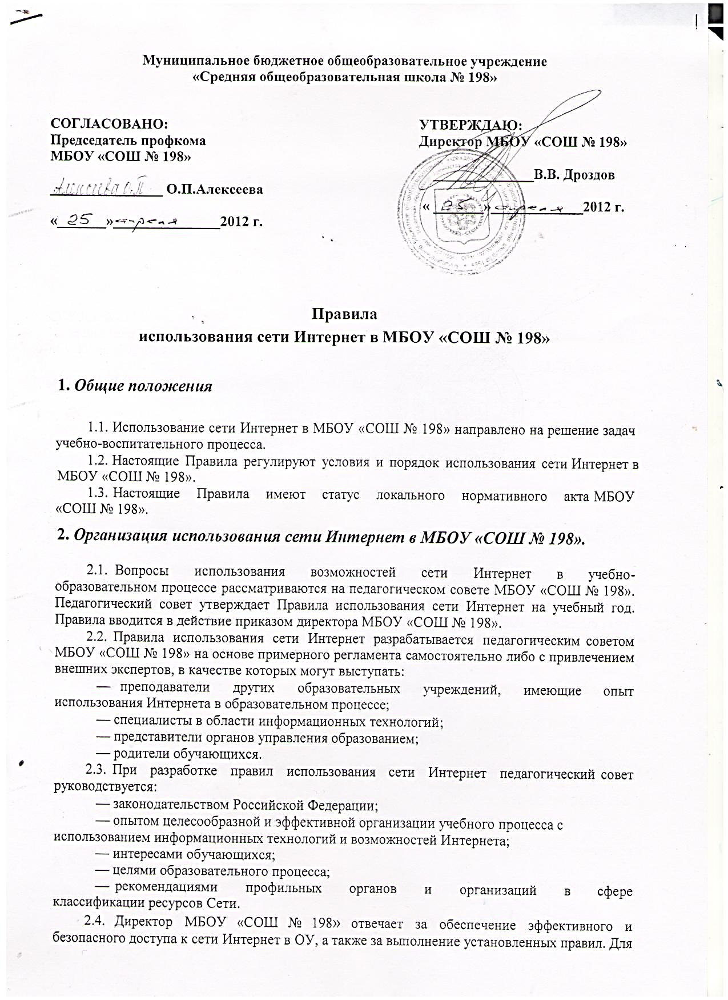 Муниципальное бюджетное общеобразовательное учреждение
«Средняя общеобразовательная школа № 198»
СОГЛАСОВАНО:
Председатель профкома
МБОУ «СОШ № 198»
Алексеева О.П О.П.Алексеева
« 25 » апреля 2012 г.
УТВЕРЖДАЮ:
Директор МБОУ «СОШ № 198»
В.В. Дроздов
« 25 » апреля 2012 г.
Правила
использования сети Интернет в МБОУ «СОШ № 198»
1. Общие положения
1.1. Использование сети Интернет в МБОУ «СОШ № 198» направлено на решение задач
учебно-воспитательного процесса.
1.2. Настоящие Правила регулируют условия и порядок использования сети Интернет в
МБОУ «СОШ № 198».
1.3. Настоящие Правила имеют статус локального нормативного акта МБОУ
«СОШ № 198».
2. Организация использования сети Интернет в МБОУ «СОШ № 198».
2.1. Вопросы использования возможностей сети Интернет в учебно-
образовательном процессе рассматриваются на педагогическом совете МБОУ «СОШ № 198».
Педагогический совет утверждает Правила использования сети Интернет на учебный год.
Правила вводится в действие приказом директора МБОУ «СОШ № 198».
2.2. Правила использования сети Интернет разрабатывается педагогическим советом
МБОУ «СОШ № 198» на основе примерного регламента самостоятельно либо с привлечением
внешних экспертов, в качестве которых могут выступать:
— преподаватели других образовательных учреждений, имеющие опыт
использования Интернета в образовательном процессе;
— специалисты в области информационных технологий;
— представители органов управления образованием;
— родители обучающихся.
2.3. При разработке правил использования сети Интернет педагогический совет
руководствуется:
— законодательством Российской Федерации;
— опытом целесообразной и эффективной организации учебного процесса с
использованием информационных технологий и возможностей Интернета;
— интересами обучающихся;
— целями образовательного процесса;
— рекомендациями профильных органов и организаций в сфере
классификации ресурсов Сети.
2.4. Директор МБОУ «СОШ № 198» отвечает за обеспечение эффективного и
безопасного доступа к сети Интернет в ОУ, а также за выполнение установленных правил. Для